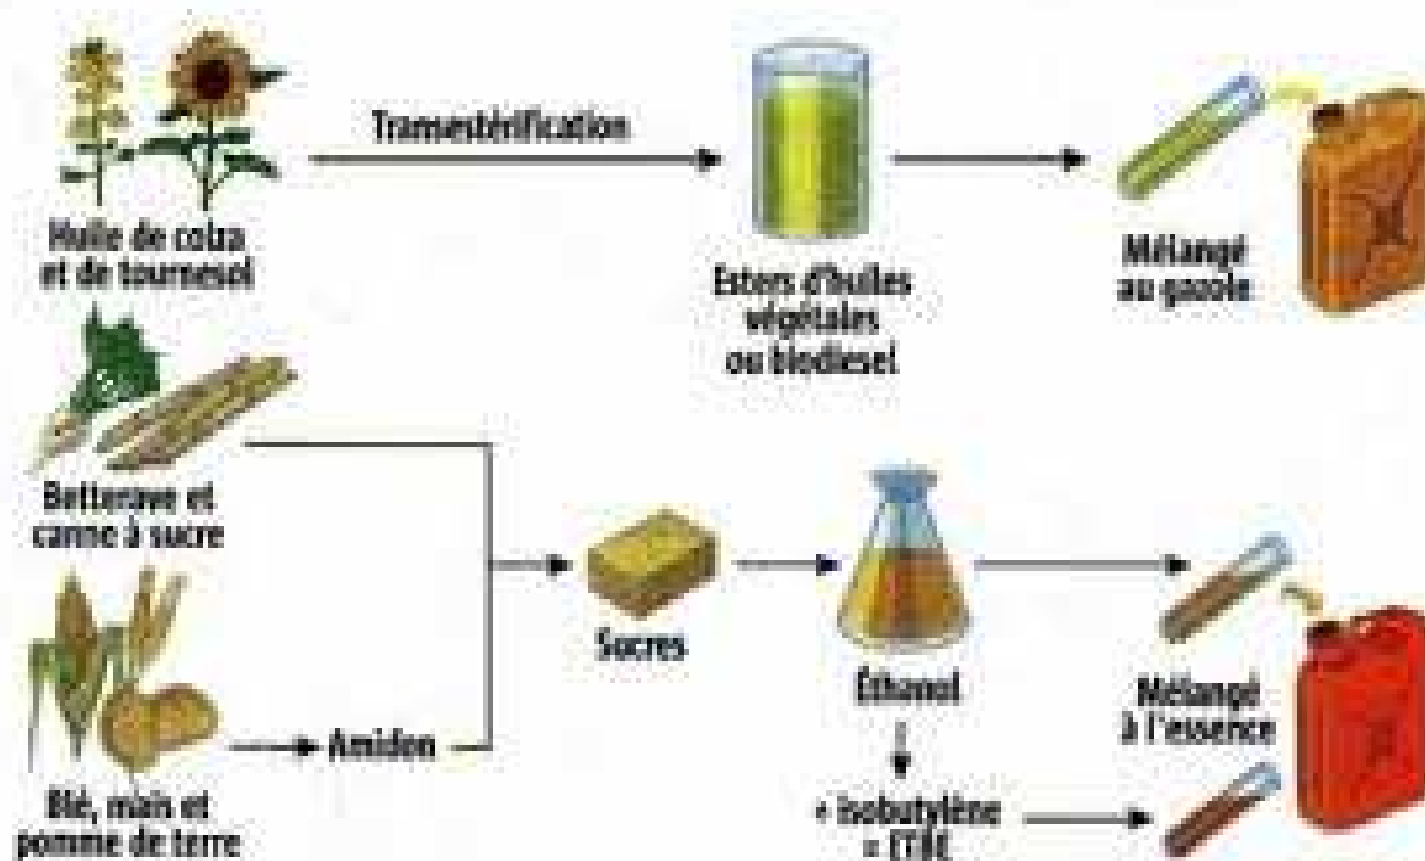 Transestérification
Huile de colza
et de tournesol
Esters d'huiles
végétales
ou biodiesel
Mélangé
au gazole
Betterave et
canne à sucre
Sucres
Éthanol
Mélangé
à l'essence
Amidon
Blé, maïs et
pomme de terre
+ isobutylène
= ETBE